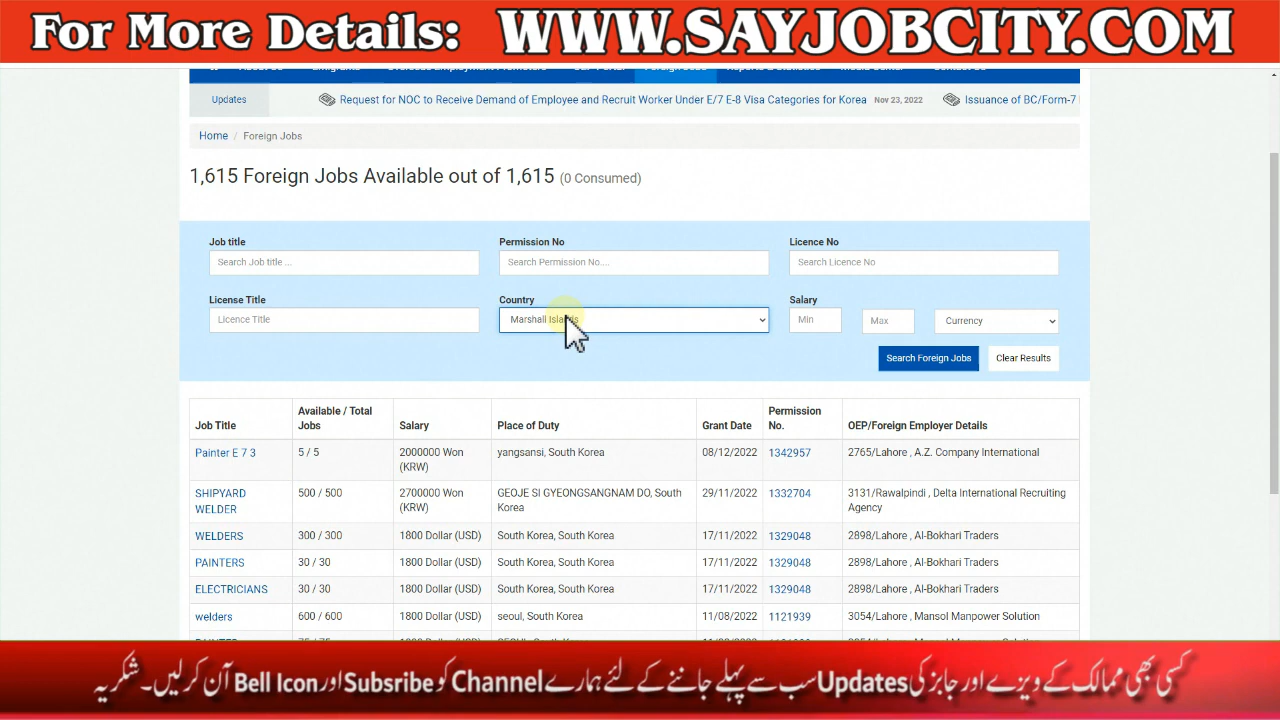 For More Details: WWW.SAYJOBCITY.COM
Updates
Request for NOC to Receive Demand of Employee and Recruit Worker Under E/7 E-8 Visa Categories for Korea Nov 23, 2022 Issuance of BC/Form-7
Home / Foreign Jobs
1,615 Foreign Jobs Available out of 1,615 (0 Consumed)
Job title Permission No Licence No
Search Job title ... Search Permission No.... Search Licence No
License Title Country Salary
Licence Title Marshall Islands Min Max Currency
Search Foreign Jobs Clear Results
Job Title Available / Total Jobs Salary Place of Duty Grant Date Permission No. OEP/Foreign Employer Details
Painter E 7 3 5 / 5 2000000 Won (KRW) yangsansi, South Korea 08/12/2022 1342957 2765/Lahore , A.Z. Company International
SHIPYARD WELDER 500 / 500 2700000 Won (KRW) GEOJE SI GYEONGSANGNAM DO, South Korea 29/11/2022 1332704 3131/Rawalpindi , Delta International Recruiting Agency
WELDERS 300 / 300 1800 Dollar (USD) South Korea, South Korea 17/11/2022 1329048 2898/Lahore , Al-Bokhari Traders
PAINTERS 30 / 30 1800 Dollar (USD) South Korea, South Korea 17/11/2022 1329048 2898/Lahore , Al-Bokhari Traders
ELECTRICIANS 30 / 30 1800 Dollar (USD) South Korea, South Korea 17/11/2022 1329048 2898/Lahore , Al-Bokhari Traders
welders 600 / 600 1800 Dollar (USD) seoul, South Korea 11/08/2022 1121939 3054/Lahore , Mansol Manpower Solution
کسی بھی ممالک کے ویزے اور جابز کی Updates سب سے پہلے جاننے کے لئے ہمارے Channel کو Subsribe اور Bell Icon آن کر لیں۔ شکریہ